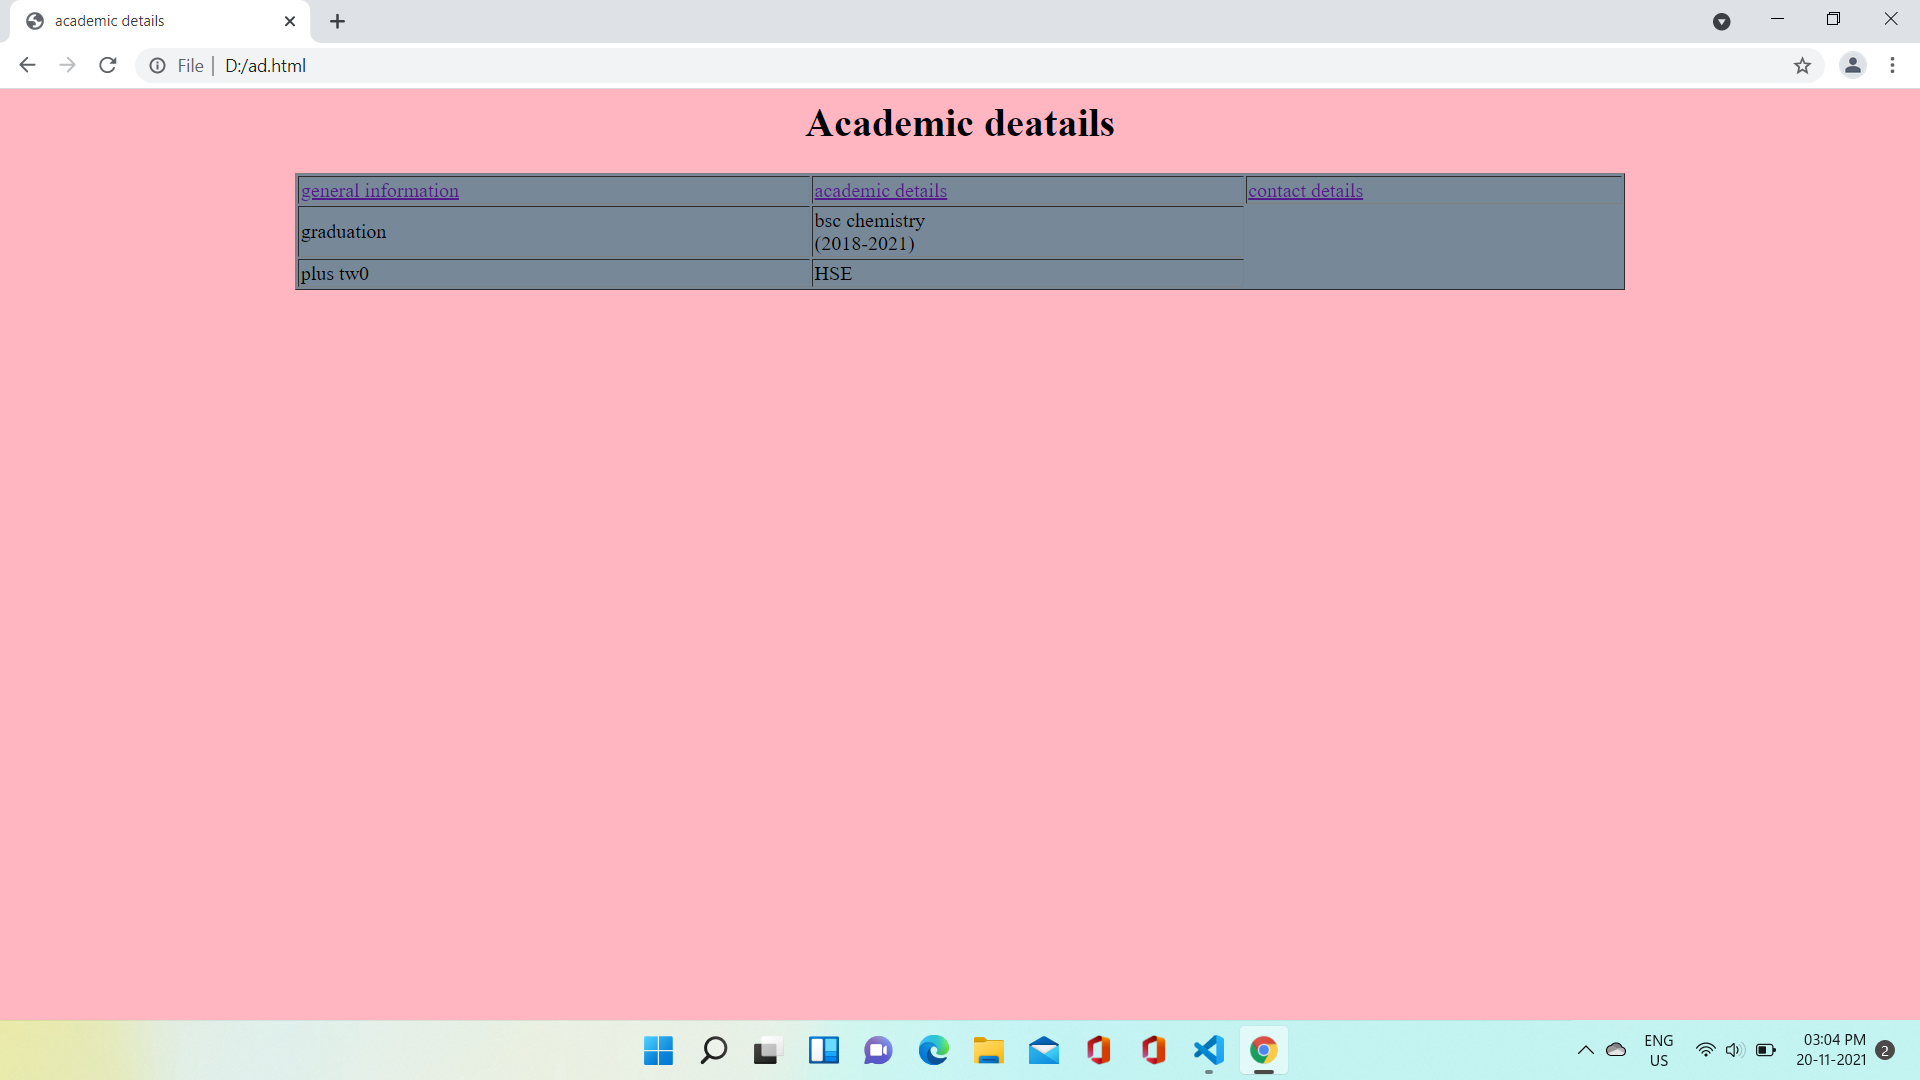 academic details
File | D:/ad.html
Academic deatails
general information academic details contact details
graduation bsc chemistry
(2018-2021)
plus tw0 HSE
ENG
US
03:04 PM
20-11-2021
2